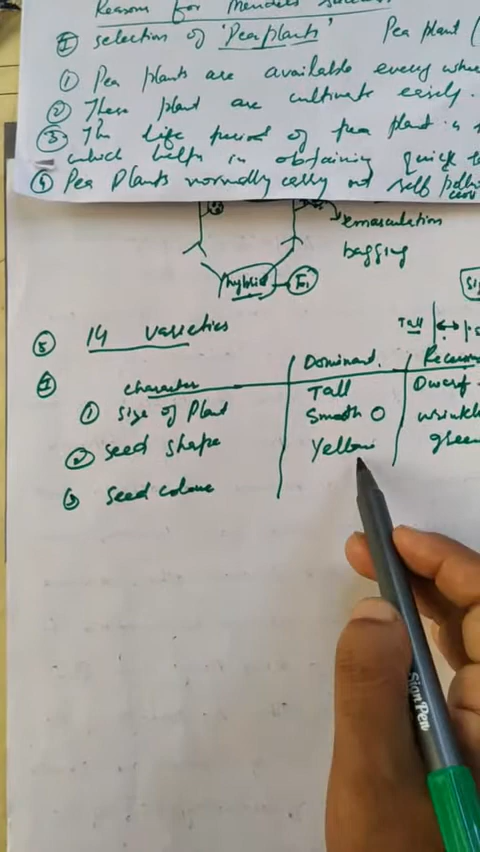 Reasons for Mendel's success
I selection of 'Pea plants' Pea plant (
① Pea plants are available every whe
② These plant are cultivate easily.
③ The life period of pea plant is
which helps in obtaining quick
④ Pea Plants normally carry out self
emasculation
bagging
hybrid F1
⑤ 14 varieties
Tall
character Dominant. Recess
① size of Plant Tall Dwarf
② seed shape Smooth wrinkl
③ seed colour Yellow green
SignPen